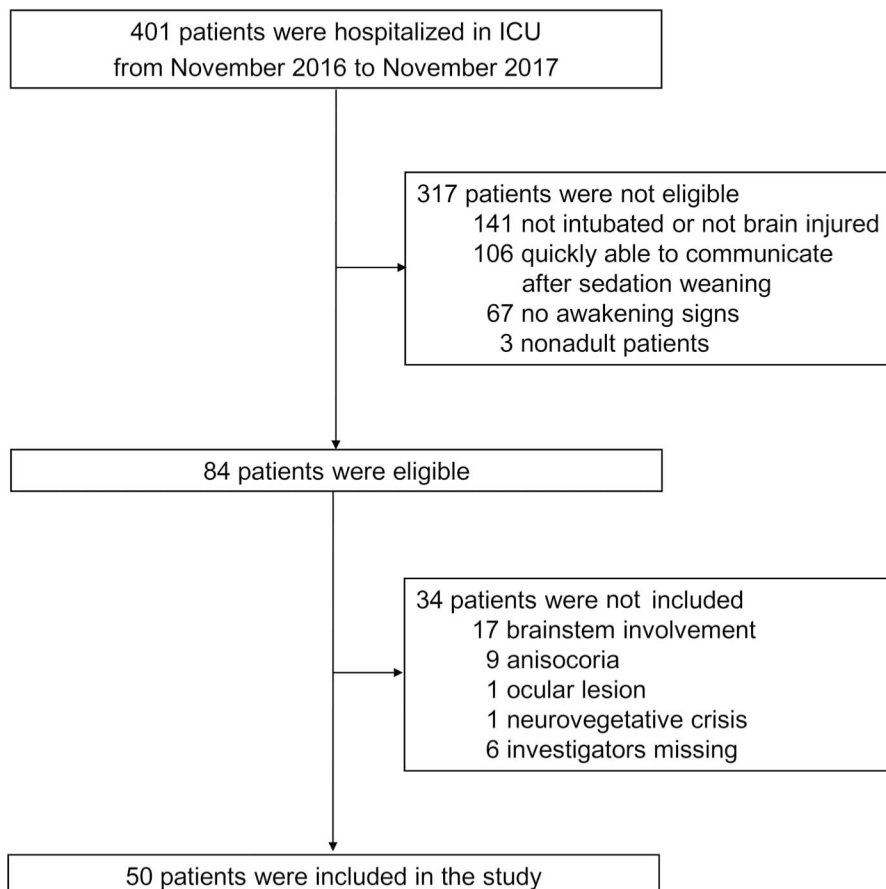 401 patients were hospitalized in ICU
from November 2016 to November 2017
317 patients were not eligible
141 not intubated or not brain injured
106 quickly able to communicate
after sedation weaning
67 no awakening signs
3 nonadult patients
84 patients were eligible
34 patients were not included
17 brainstem involvement
9 anisocoria
1 ocular lesion
1 neurovegetative crisis
6 investigators missing
50 patients were included in the study